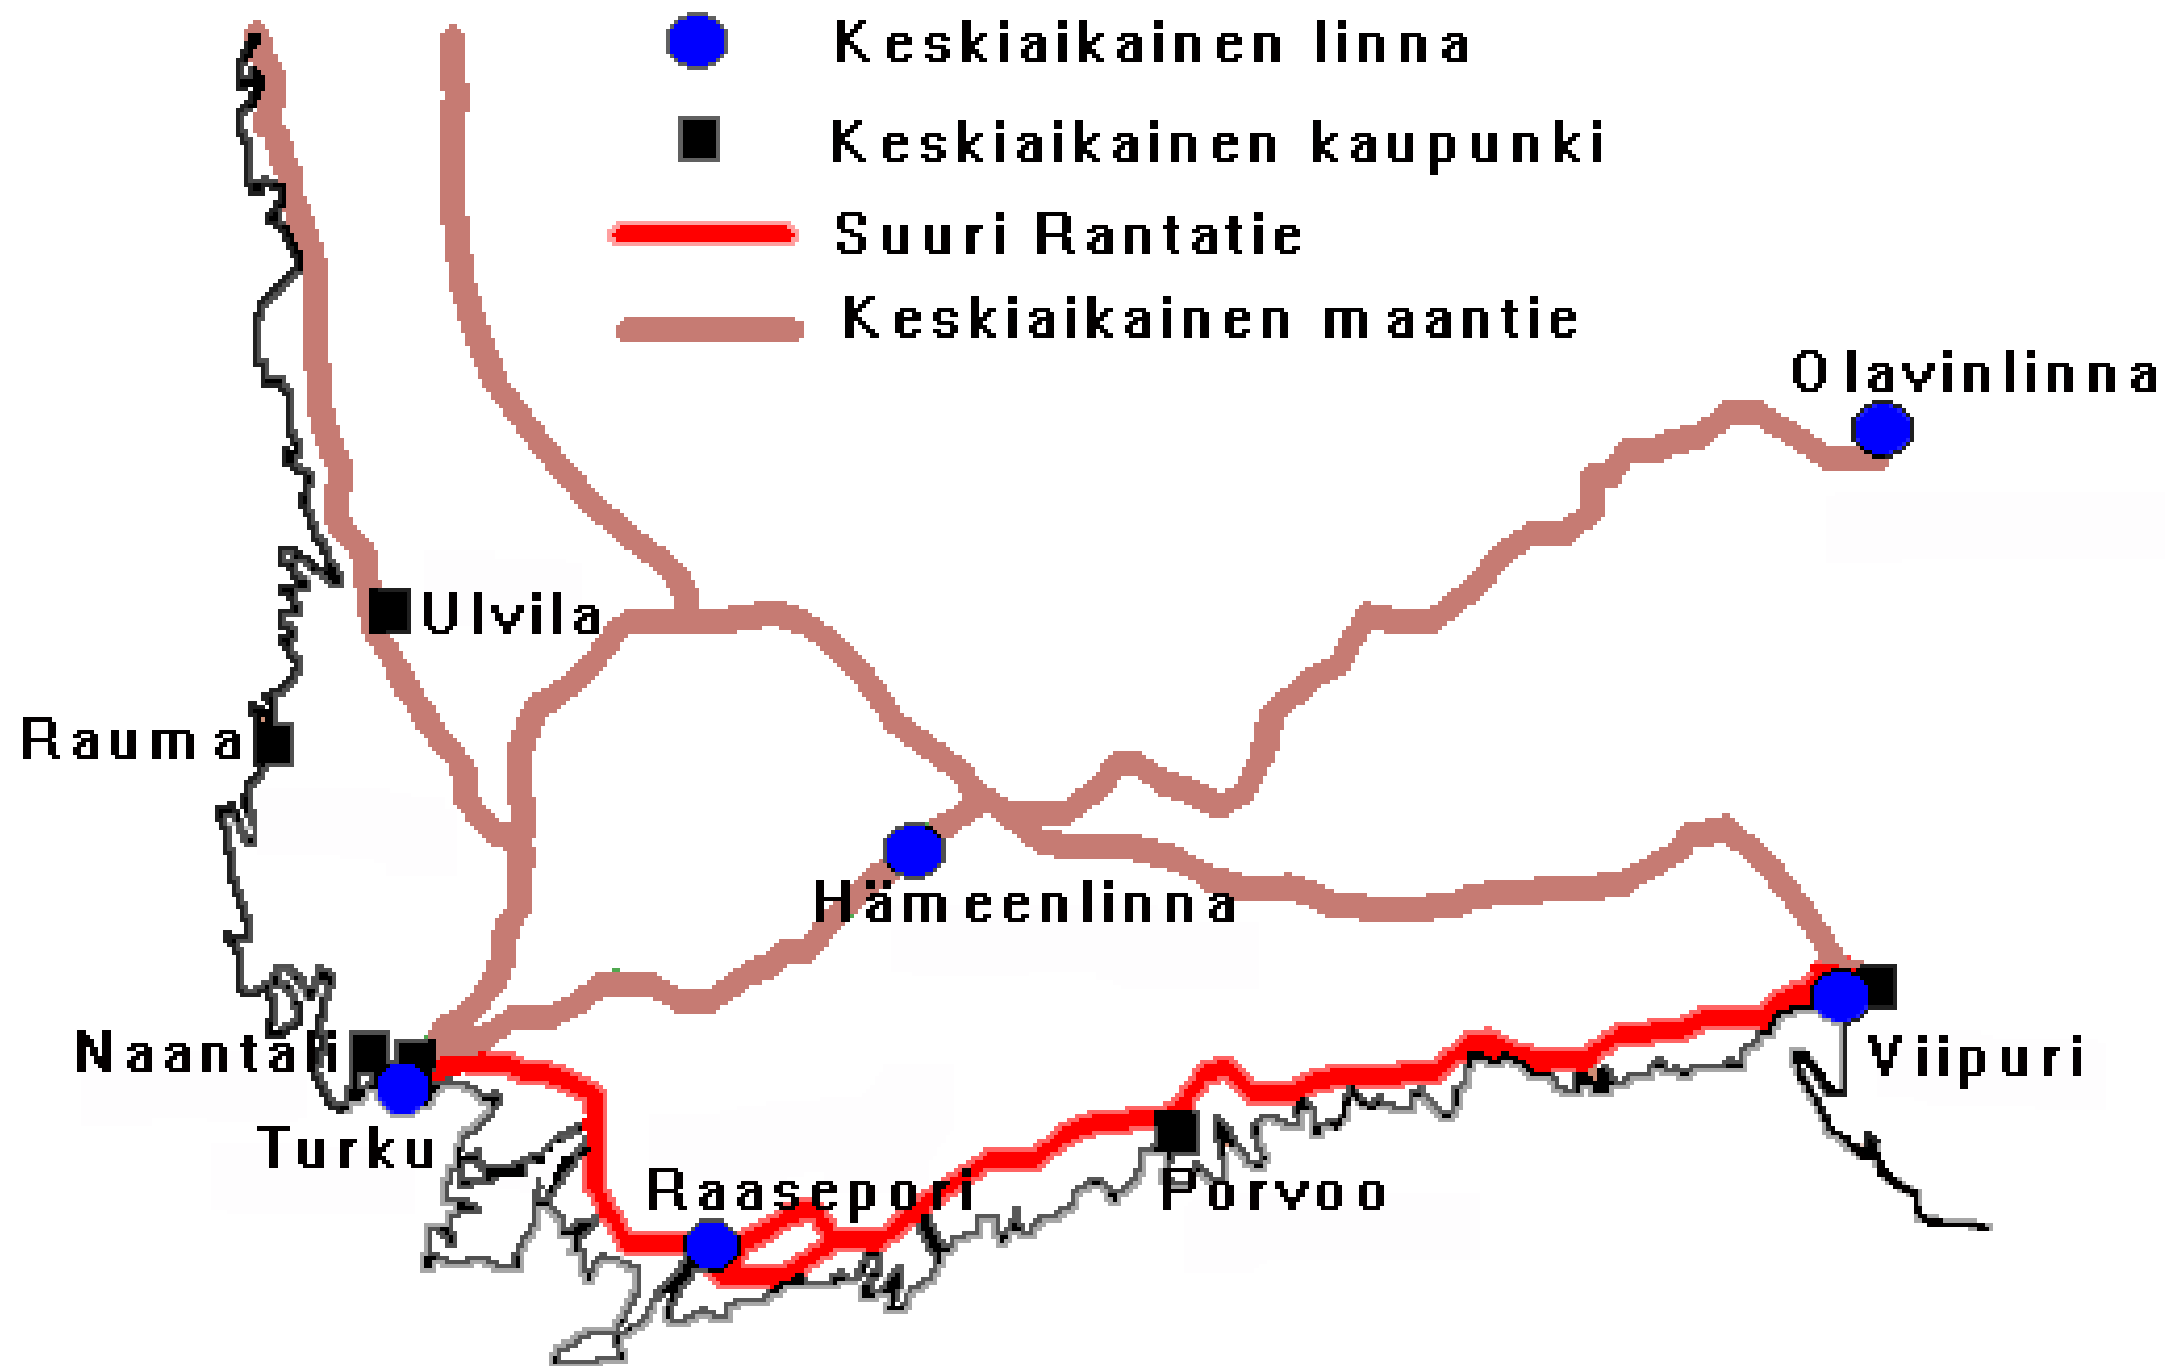 Keskiaikainen linna
Keskiaikainen kaupunki
Suuri Rantatie
Keskiaikainen maantie
Olavinlinna
Ulvila
Rauma
Hämeenlinna
Naantali
Viipuri
Turku
Raasepori
Porvoo